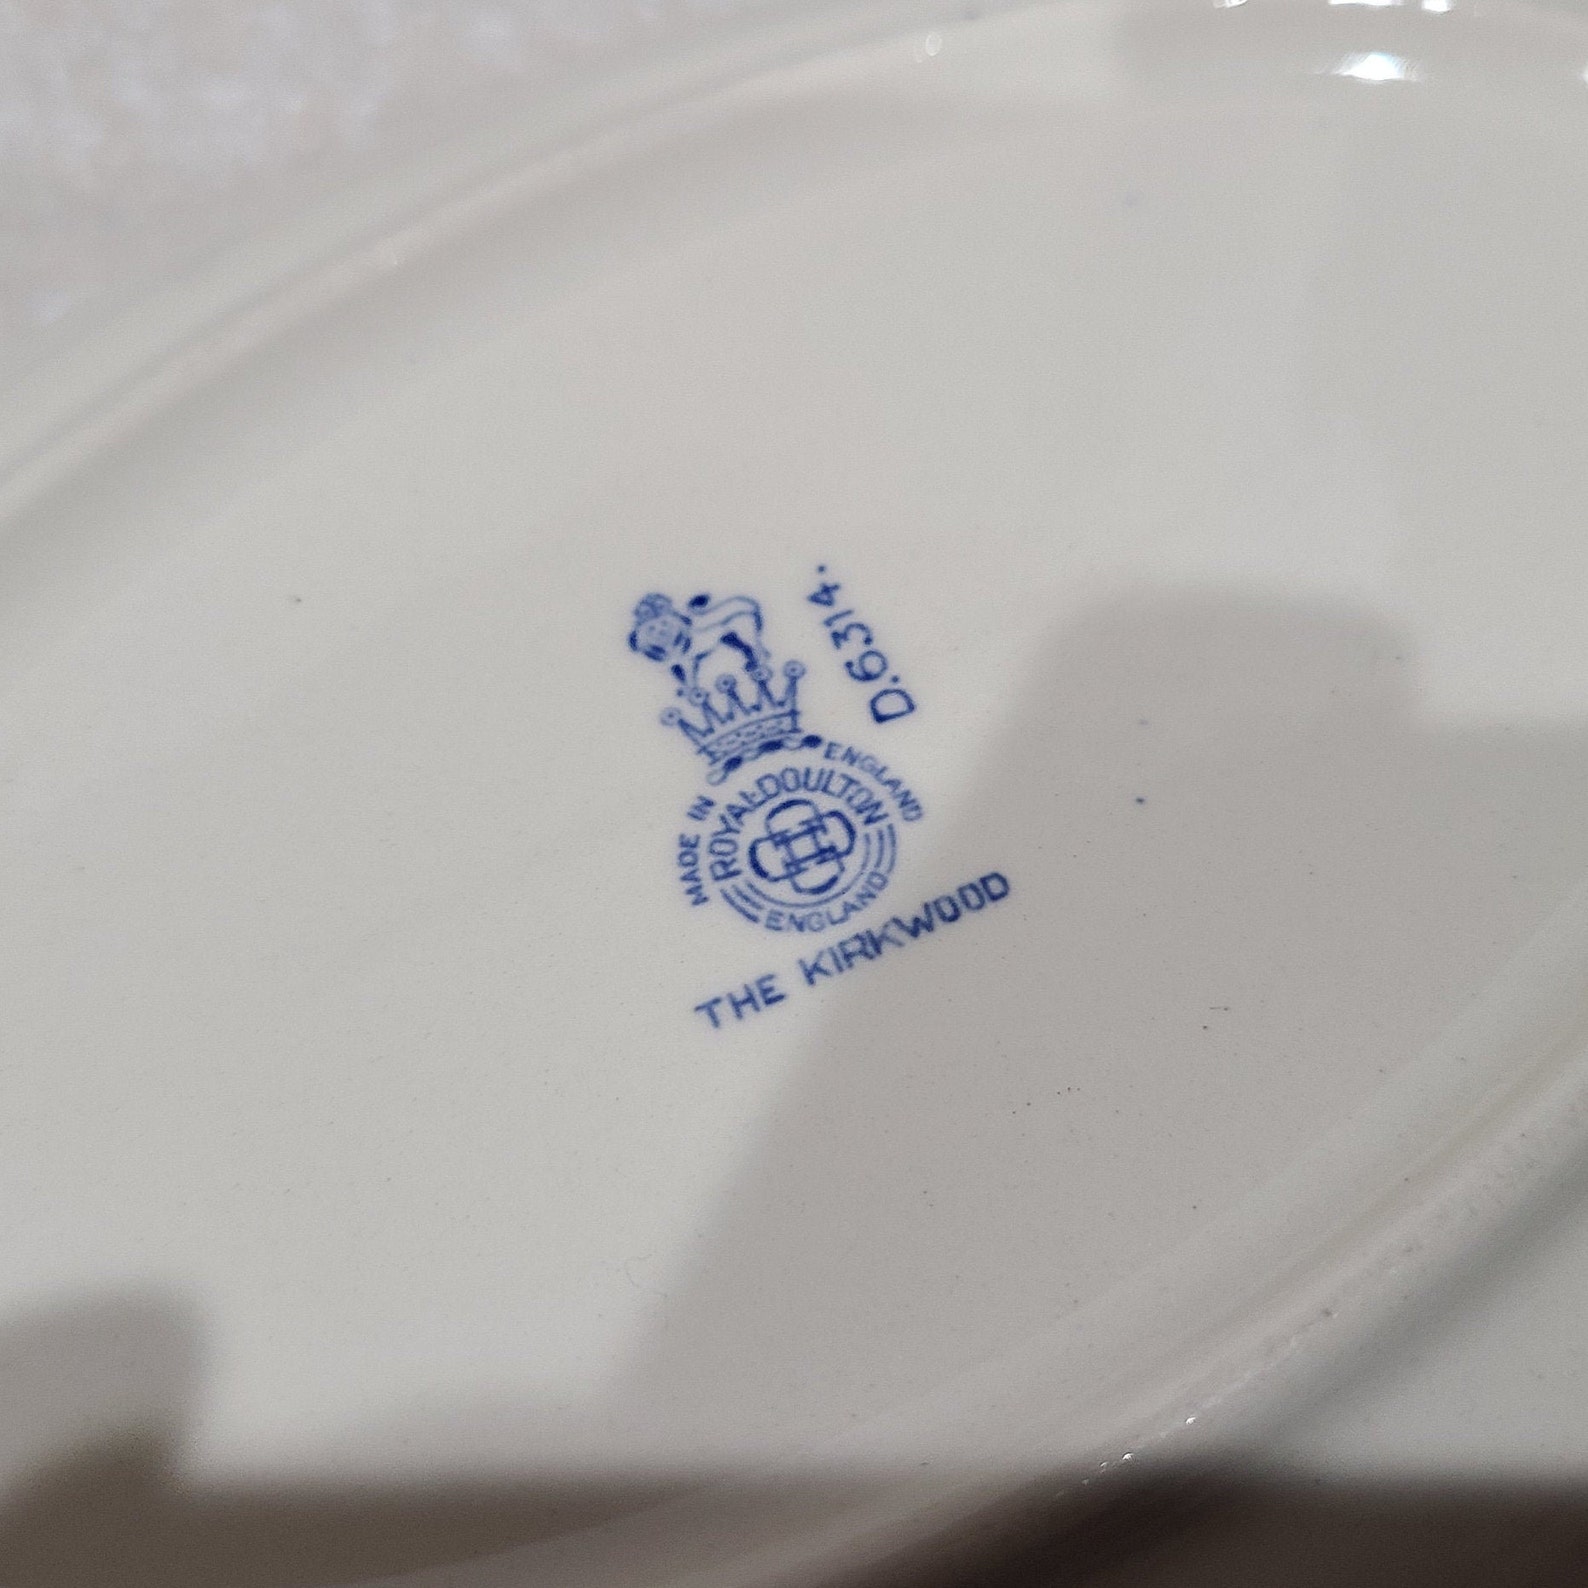 D.6314.
MADE IN ENGLAND
ROYAL DOULTON
ENGLAND
THE KIRKWOOD